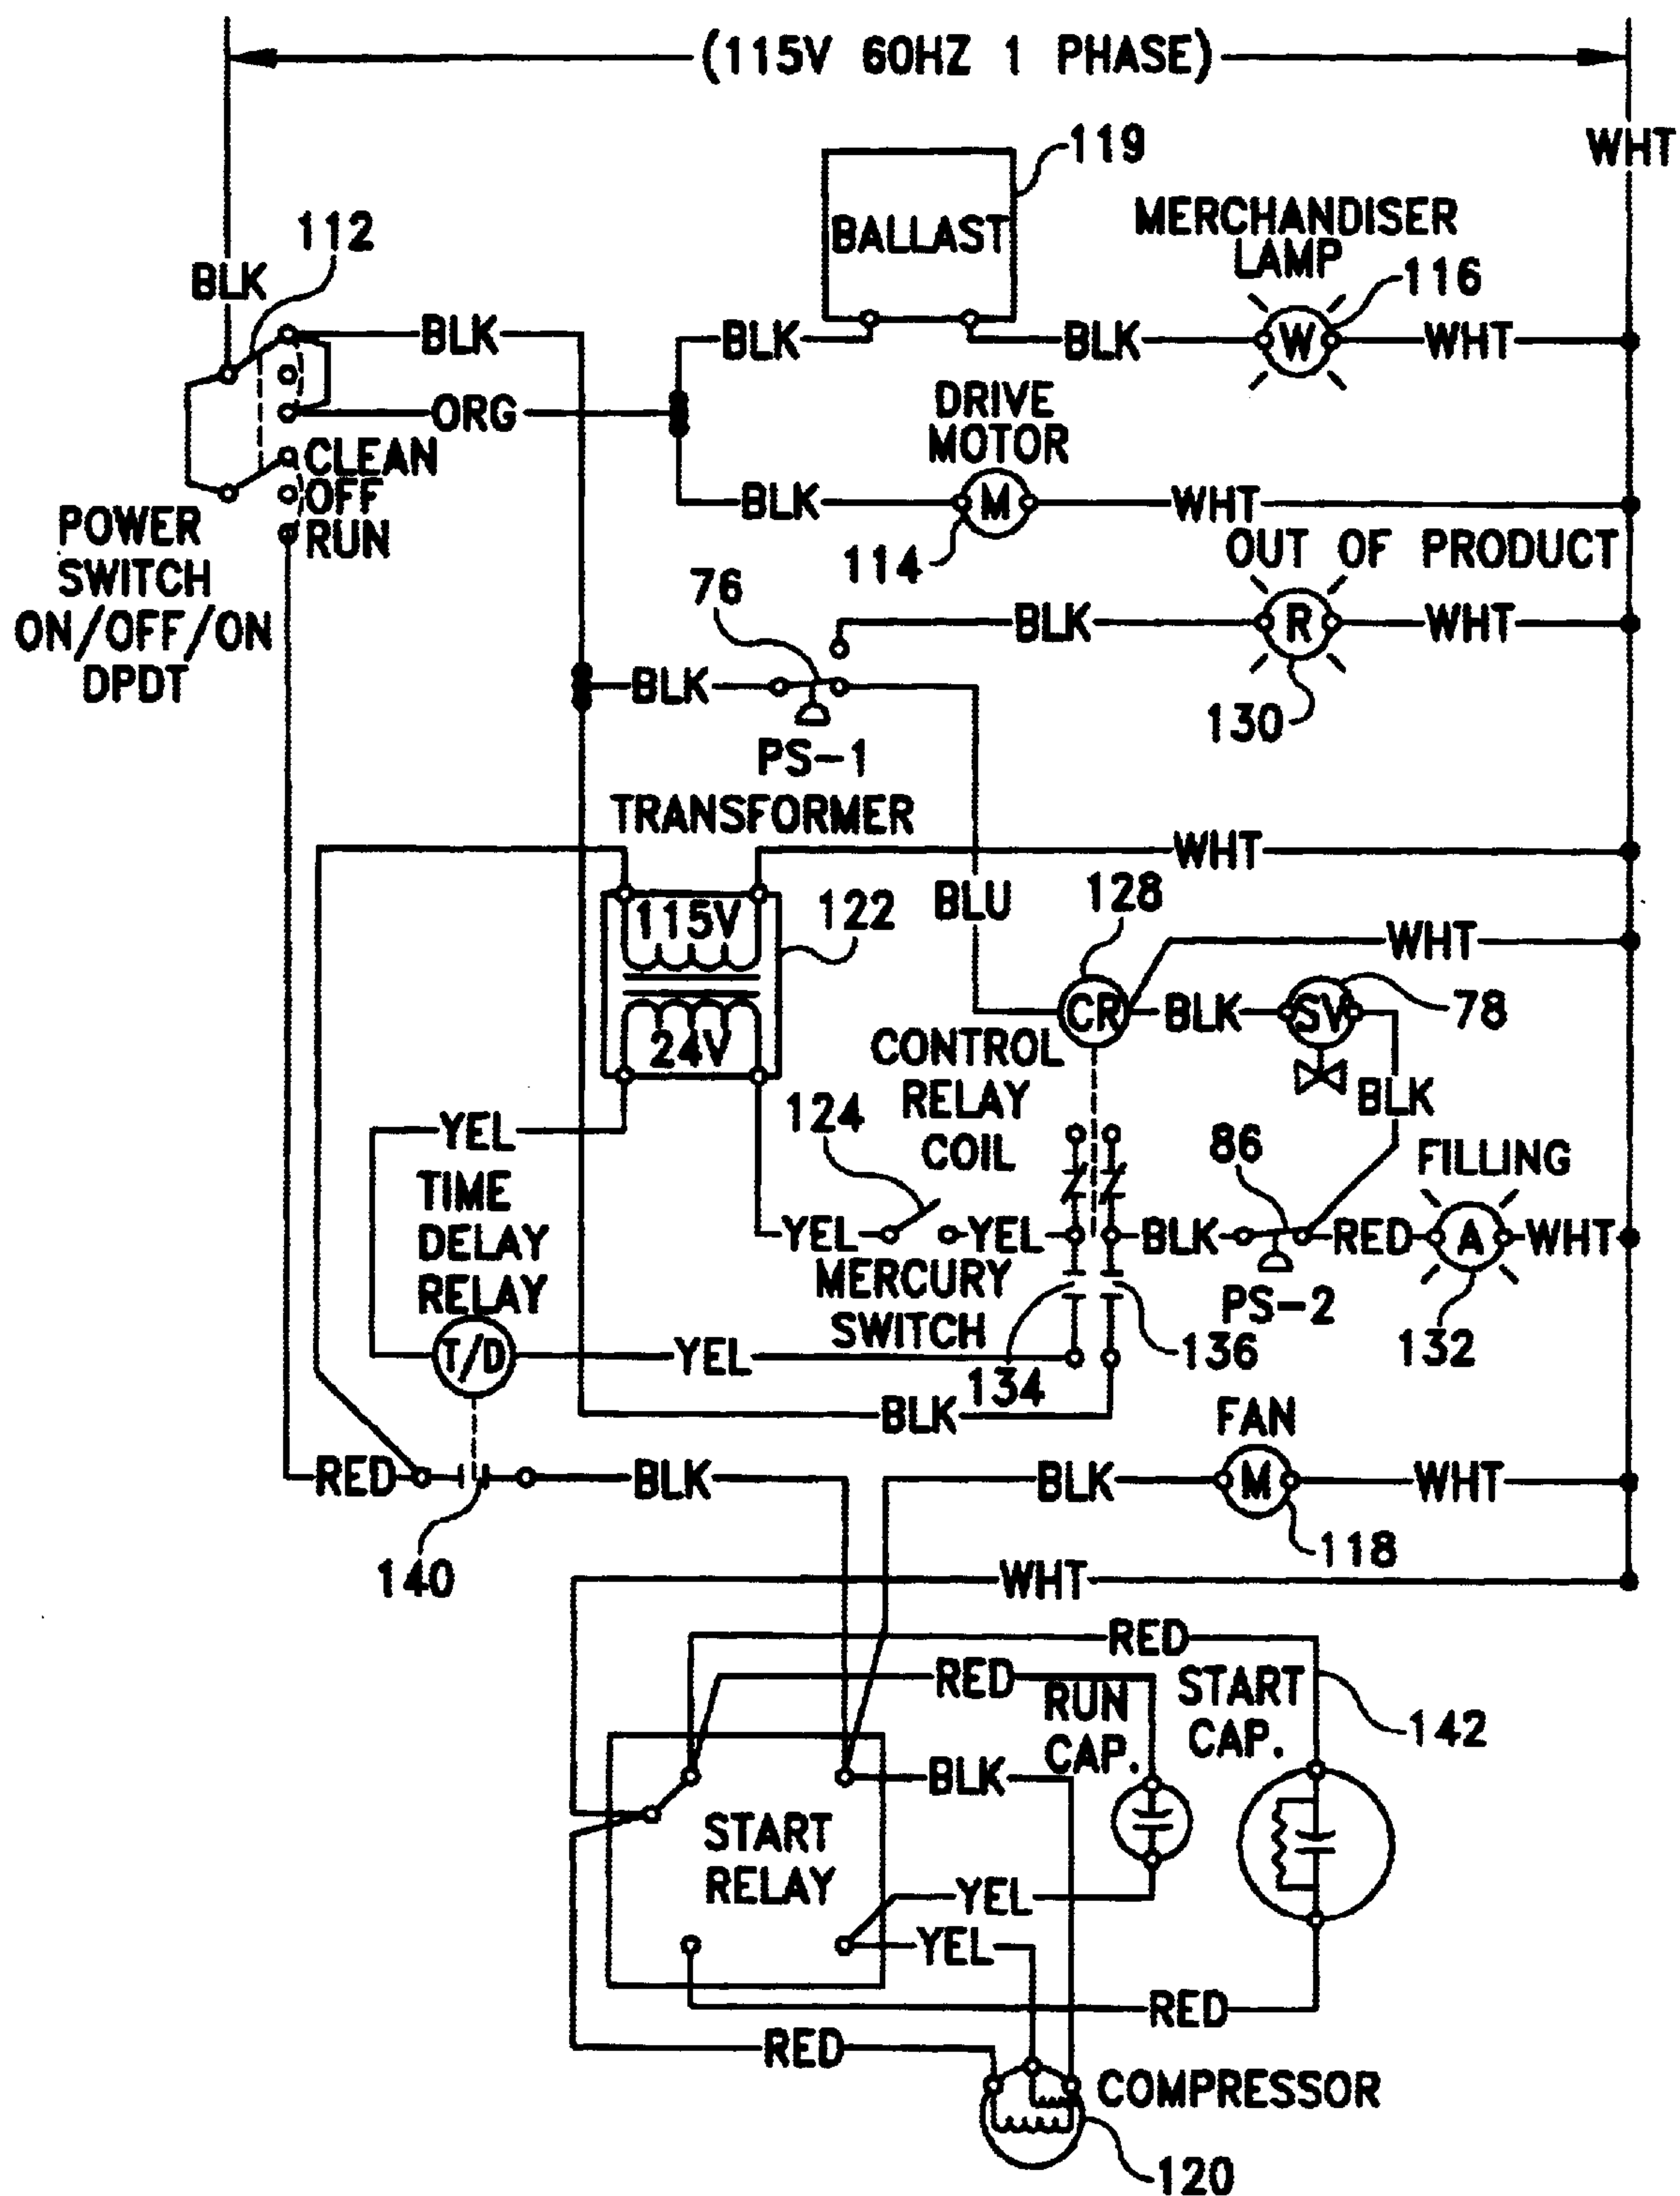 (115V 60HZ 1 PHASE)
WHT
119
BALLAST
MERCHANDISER
LAMP
116
112
BLK
BLK
BLK
BLK
W
WHT
ORG
DRIVE
MOTOR
CLEAN
OFF
RUN
BLK
M
WHT
114
POWER
SWITCH
ON/OFF/ON
DPDT
OUT OF PRODUCT
76
BLK
R
WHT
130
BLK
PS-1
TRANSFORMER
WHT
115V
122
BLU
128
WHT
24V
CR
BLK
SV
78
CONTROL
RELAY
COIL
BLK
124
YEL
86
FILLING
TIME
DELAY
RELAY
YEL
YEL
BLK
RED
A
WHT
MERCURY
SWITCH
PS-2
132
T/D
YEL
134
136
BLK
FAN
RED
BLK
BLK
M
WHT
118
140
WHT
RED
RED
RUN
CAP.
START
CAP.
142
BLK
START
RELAY
YEL
YEL
RED
RED
COMPRESSOR
120